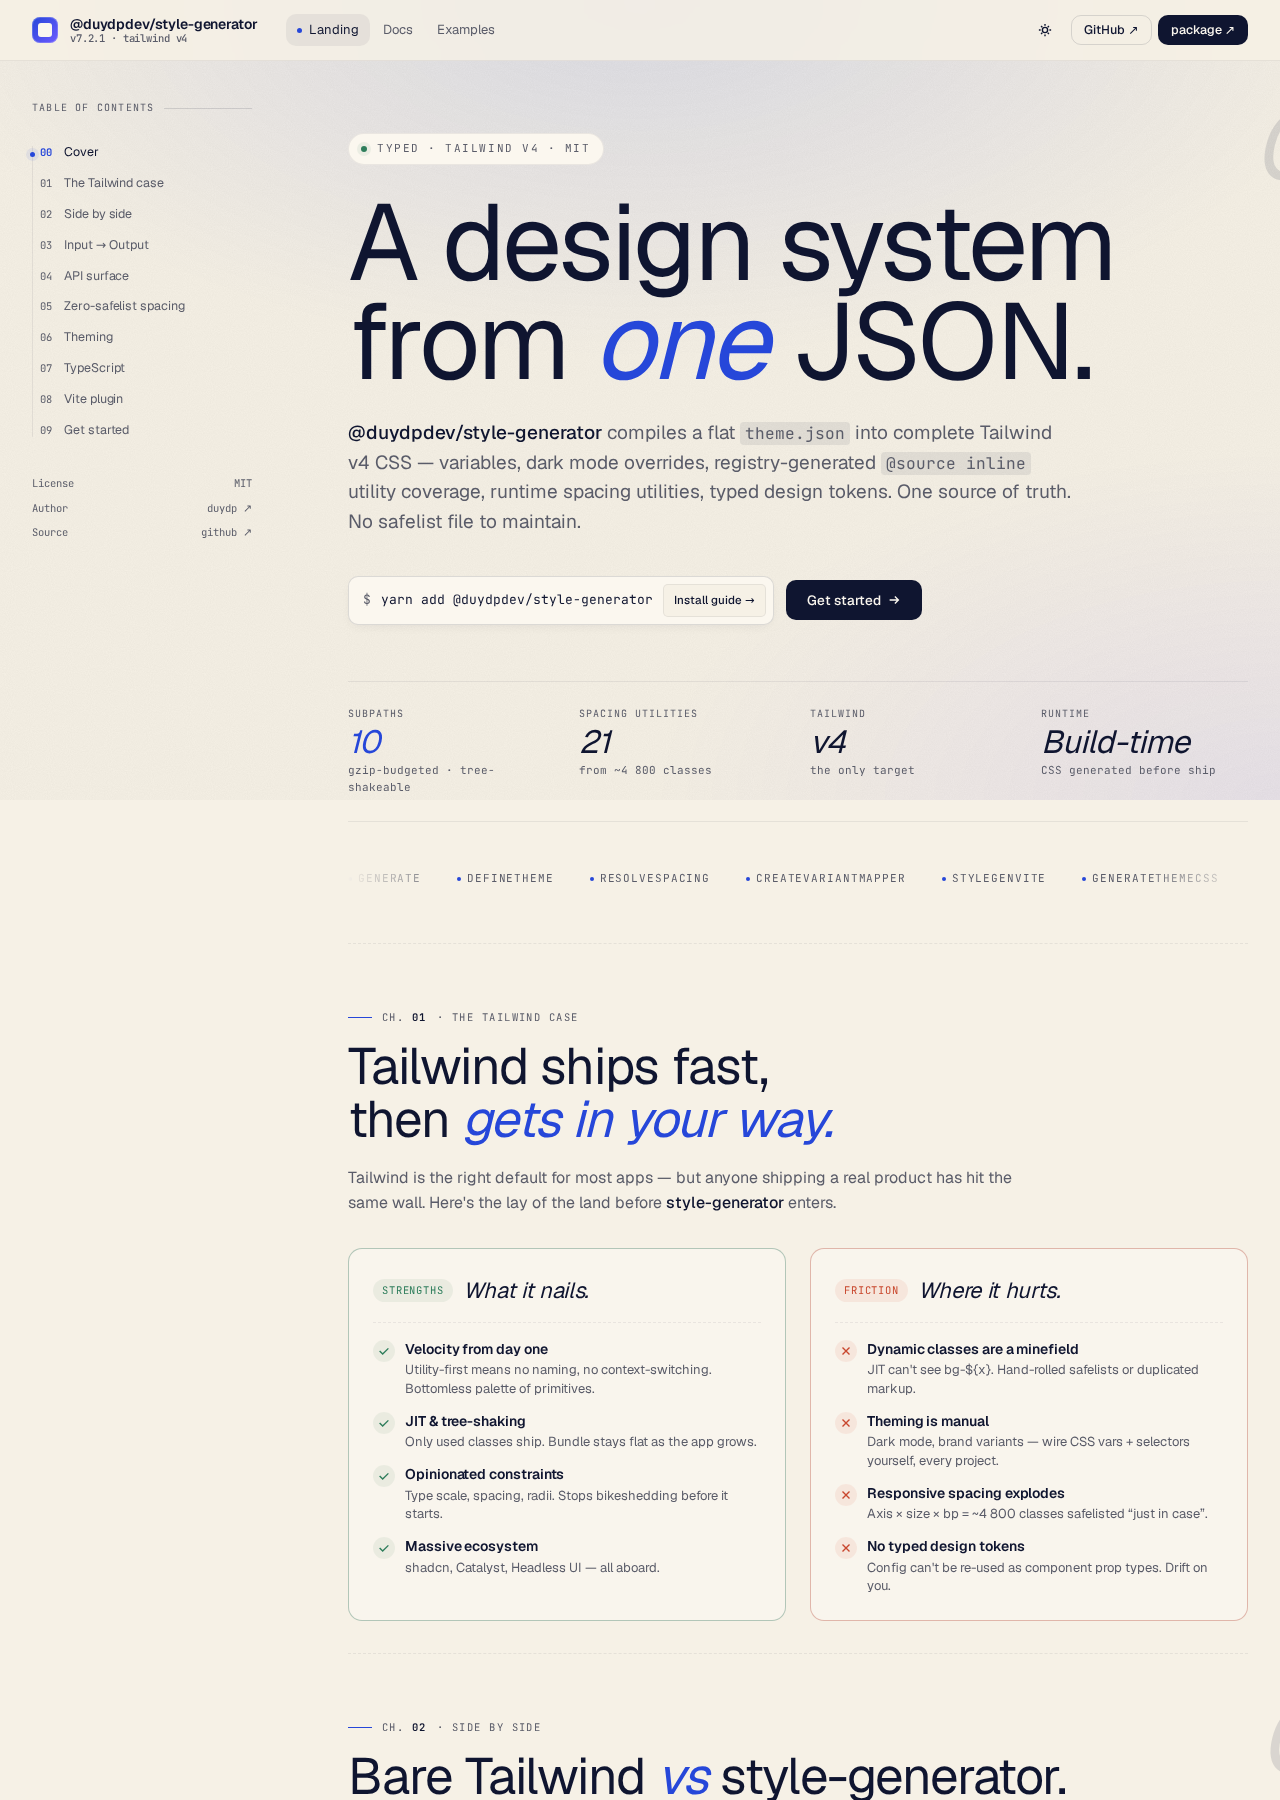 @duydpdev/style-generator
v7.2.1 · tailwind v4
Landing
Docs
Examples
GitHub ↗
package ↗
TABLE OF CONTENTS
00 Cover
01 The Tailwind case
02 Side by side
03 Input → Output
04 API surface
05 Zero-safelist spacing
06 Theming
07 TypeScript
08 Vite plugin
09 Get started
License MIT
Author duydp ↗
Source github ↗
TYPED · TAILWIND V4 · MIT
A design system
from one JSON.
@duydpdev/style-generator compiles a flat theme.json into complete Tailwind
v4 CSS — variables, dark mode overrides, registry-generated @source inline
utility coverage, runtime spacing utilities, typed design tokens. One source of truth.
No safelist file to maintain.
$ yarn add @duydpdev/style-generator
Install guide →
Get started →
SUBPATHS
10
gzip-budgeted · tree-
shakeable
SPACING UTILITIES
21
from ~4 800 classes
TAILWIND
v4
the only target
RUNTIME
Build-time
CSS generated before ship
GENERATE
DEFINETHEME
RESOLVESPACING
CREATEVARIANTMAPPER
STYLEGENVITE
GENERATETHEMECSS
CH. 01 · THE TAILWIND CASE
Tailwind ships fast,
then gets in your way.
Tailwind is the right default for most apps — but anyone shipping a real product has hit the
same wall. Here's the lay of the land before style-generator enters.
STRENGTHS What it nails.
Velocity from day one
Utility-first means no naming, no context-switching.
Bottomless palette of primitives.
JIT & tree-shaking
Only used classes ship. Bundle stays flat as the app grows.
Opinionated constraints
Type scale, spacing, radii. Stops bikeshedding before it
starts.
Massive ecosystem
shadcn, Catalyst, Headless UI — all aboard.
FRICTION Where it hurts.
Dynamic classes are a minefield
JIT can't see bg-${x}. Hand-rolled safelists or duplicated
markup.
Theming is manual
Dark mode, brand variants — wire CSS vars + selectors
yourself, every project.
Responsive spacing explodes
Axis × size × bp = ~4 800 classes safelisted “just in case”.
No typed design tokens
Config can't be re-used as component prop types. Drift on
you.
CH. 02 · SIDE BY SIDE
Bare Tailwind vs style-generator.